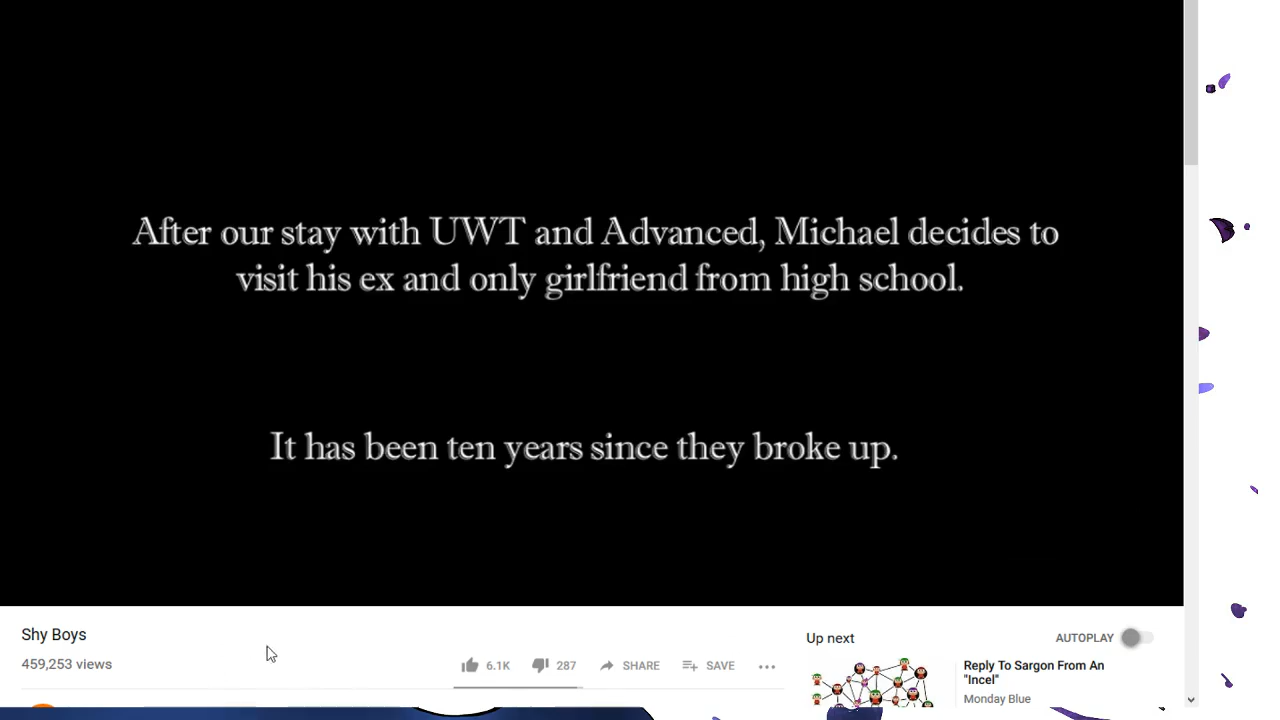 After our stay with UWT and Advanced, Michael decides to
visit his ex and only girlfriend from high school.
It has been ten years since they broke up.
Shy Boys
459,253 views
6.1K 287 SHARE SAVE
Up next
AUTOPLAY
Reply To Sargon From An
"Incel"
Monday Blue